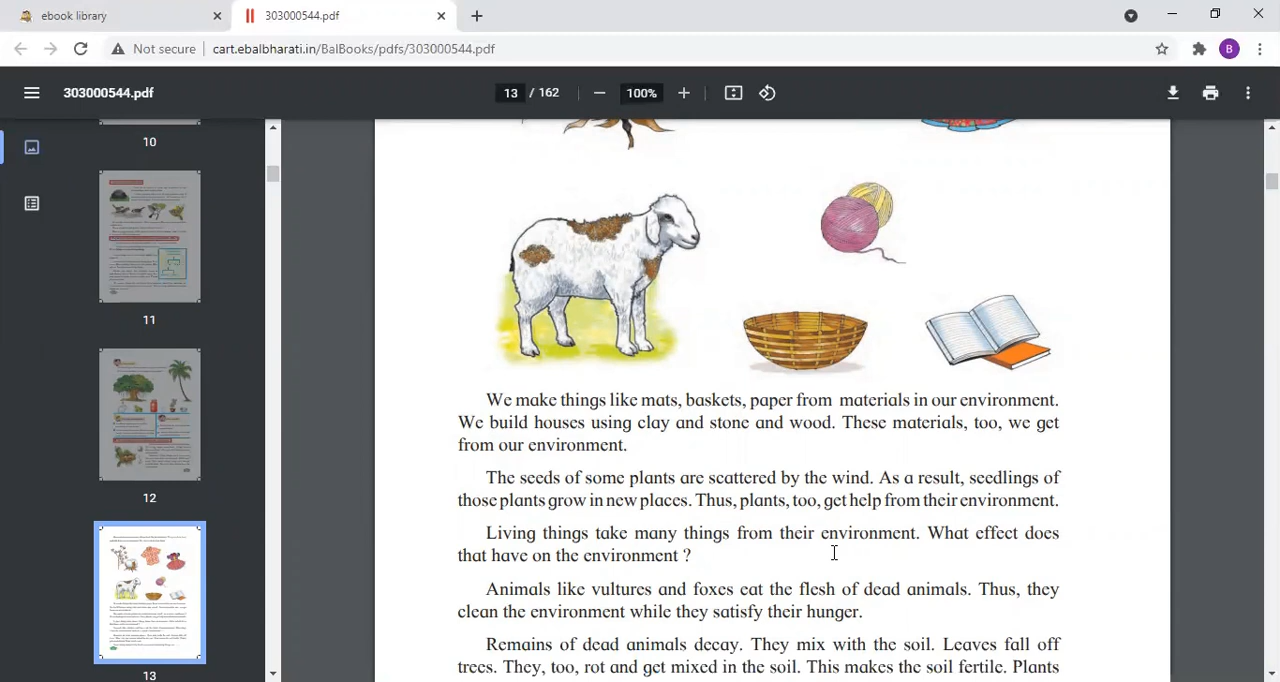 ebook library
303000544.pdf
Not secure
cart.ebalbharati.in/BalBooks/pdfs/303000544.pdf
B
303000544.pdf
13 / 162
100%
10
11
12
13
We make things like mats, baskets, paper from materials in our environment.
We build houses using clay and stone and wood. These materials, too, we get
from our environment.
The seeds of some plants are scattered by the wind. As a result, seedlings of
those plants grow in new places. Thus, plants, too, get help from their environment.
Living things take many things from their environment. What effect does
that have on the environment ?
Animals like vultures and foxes eat the flesh of dead animals. Thus, they
clean the environment while they satisfy their hunger.
Remains of dead animals decay. They mix with the soil. Leaves fall off
trees. They, too, rot and get mixed in the soil. This makes the soil fertile. Plants